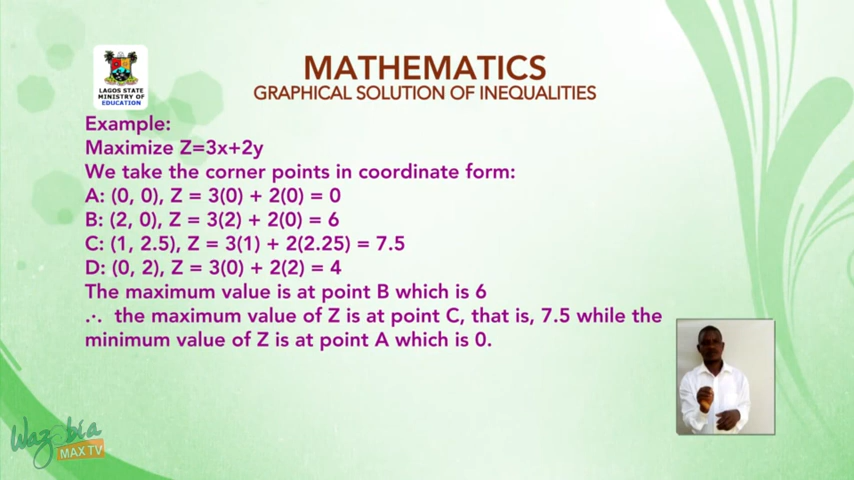 LAGOS STATE
MINISTRY OF
EDUCATION
MATHEMATICS
GRAPHICAL SOLUTION OF INEQUALITIES
Example:
Maximize Z=3x+2y
We take the corner points in coordinate form:
A: (0, 0), Z = 3(0) + 2(0) = 0
B: (2, 0), Z = 3(2) + 2(0) = 6
C: (1, 2.5), Z = 3(1) + 2(2.25) = 7.5
D: (0, 2), Z = 3(0) + 2(2) = 4
The maximum value is at point B which is 6
∴ the maximum value of Z is at point C, that is, 7.5 while the
minimum value of Z is at point A which is 0.
Wazobia
MAX TV